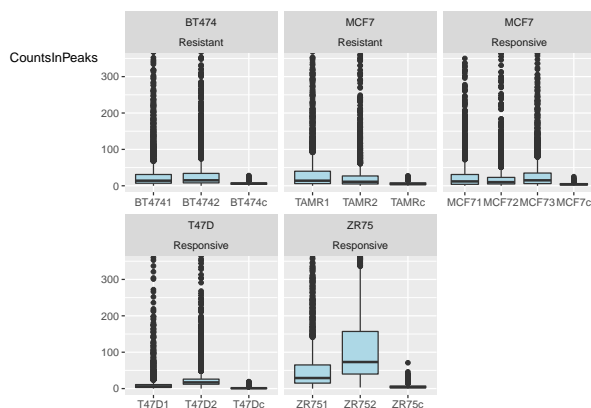 BT474
MCF7
MCF7
Resistant
Resistant
Responsive
CountsInPeaks
300
200
100
0
BT4741 BT4742 BT474c
TAMR1 TAMR2 TAMRc
MCF71 MCF72 MCF73 MCF7c
T47D
ZR75
Responsive
Responsive
300
200
100
0
T47D1 T47D2 T47Dc
ZR751 ZR752 ZR75c